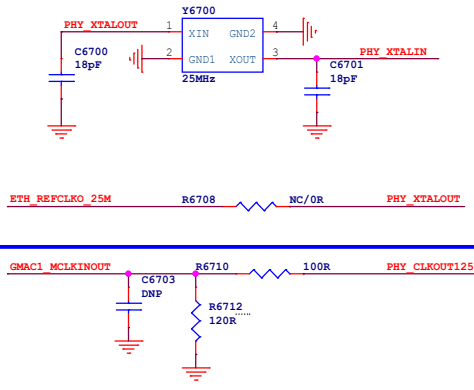 Y6700
PHY_XTALOUT 1 XIN GND2 4
C6700 18pF
2 GND1 XOUT 3 PHY_XTALIN
25MHz
C6701 18pF
ETH_REFCLKO_25M R6708 NC/0R PHY_XTALOUT
GMAC1_MCLKINOUT R6710 100R PHY_CLKOUT125
C6703
DNP
R6712
120R